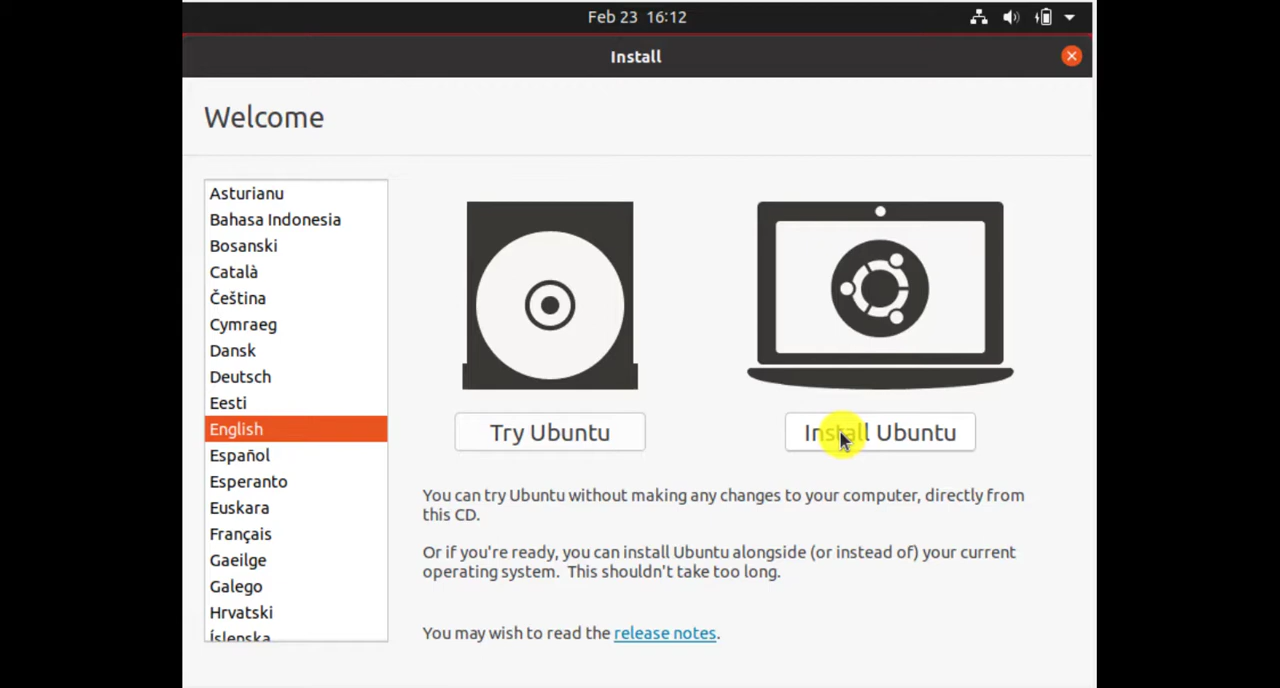 Feb 23 16:12
Install
Welcome
Asturianu
Bahasa Indonesia
Bosanski
Català
Čeština
Cymraeg
Dansk
Deutsch
Eesti
English
Español
Esperanto
Euskara
Français
Gaeilge
Galego
Hrvatski
Íslenska
Try Ubuntu
Install Ubuntu
You can try Ubuntu without making any changes to your computer, directly from
this CD.
Or if you're ready, you can install Ubuntu alongside (or instead of) your current
operating system. This shouldn't take too long.
You may wish to read the release notes.